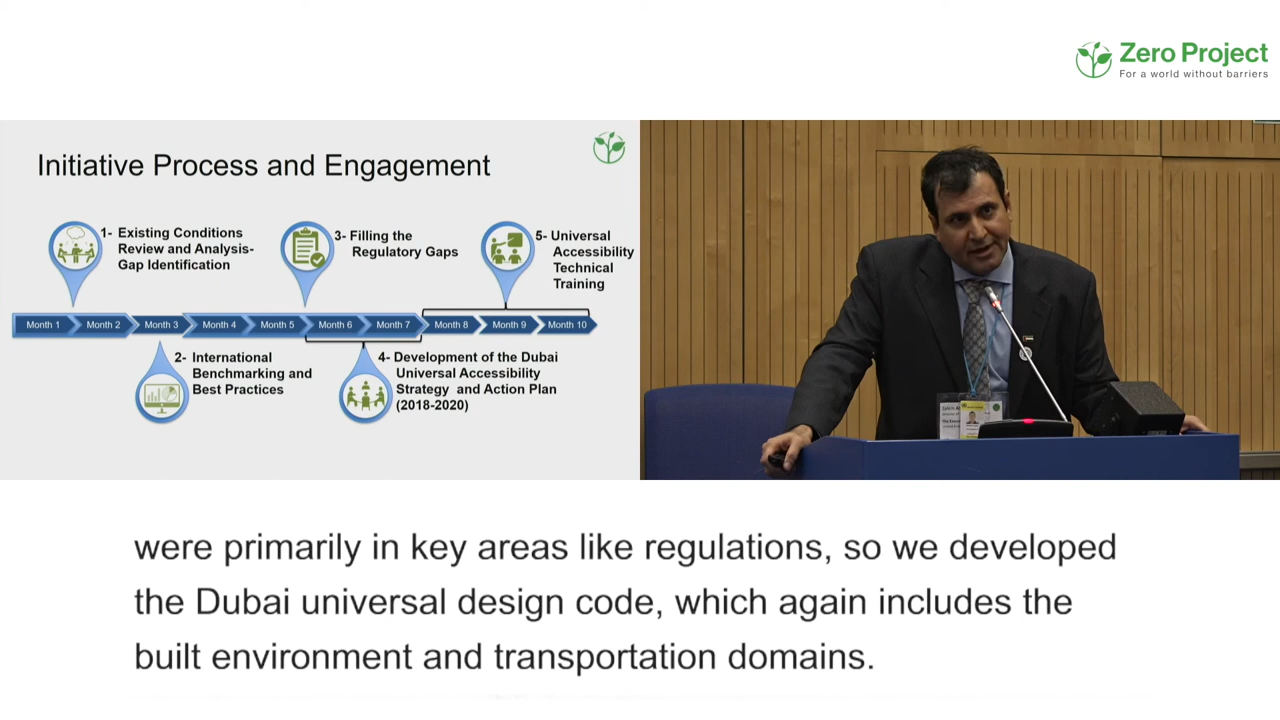 Zero Project
For a world without barriers
Initiative Process and Engagement
1- Existing Conditions
Review and Analysis-
Gap Identification
3- Filling the
Regulatory Gaps
5- Universal
Accessibility
Technical
Training
Month 1 Month 2 Month 3 Month 4 Month 5 Month 6 Month 7 Month 8 Month 9 Month 10
2- International
Benchmarking and
Best Practices
4- Development of the Dubai
Universal Accessibility
Strategy and Action Plan
(2018-2020)
were primarily in key areas like regulations, so we developed
the Dubai universal design code, which again includes the
built environment and transportation domains.